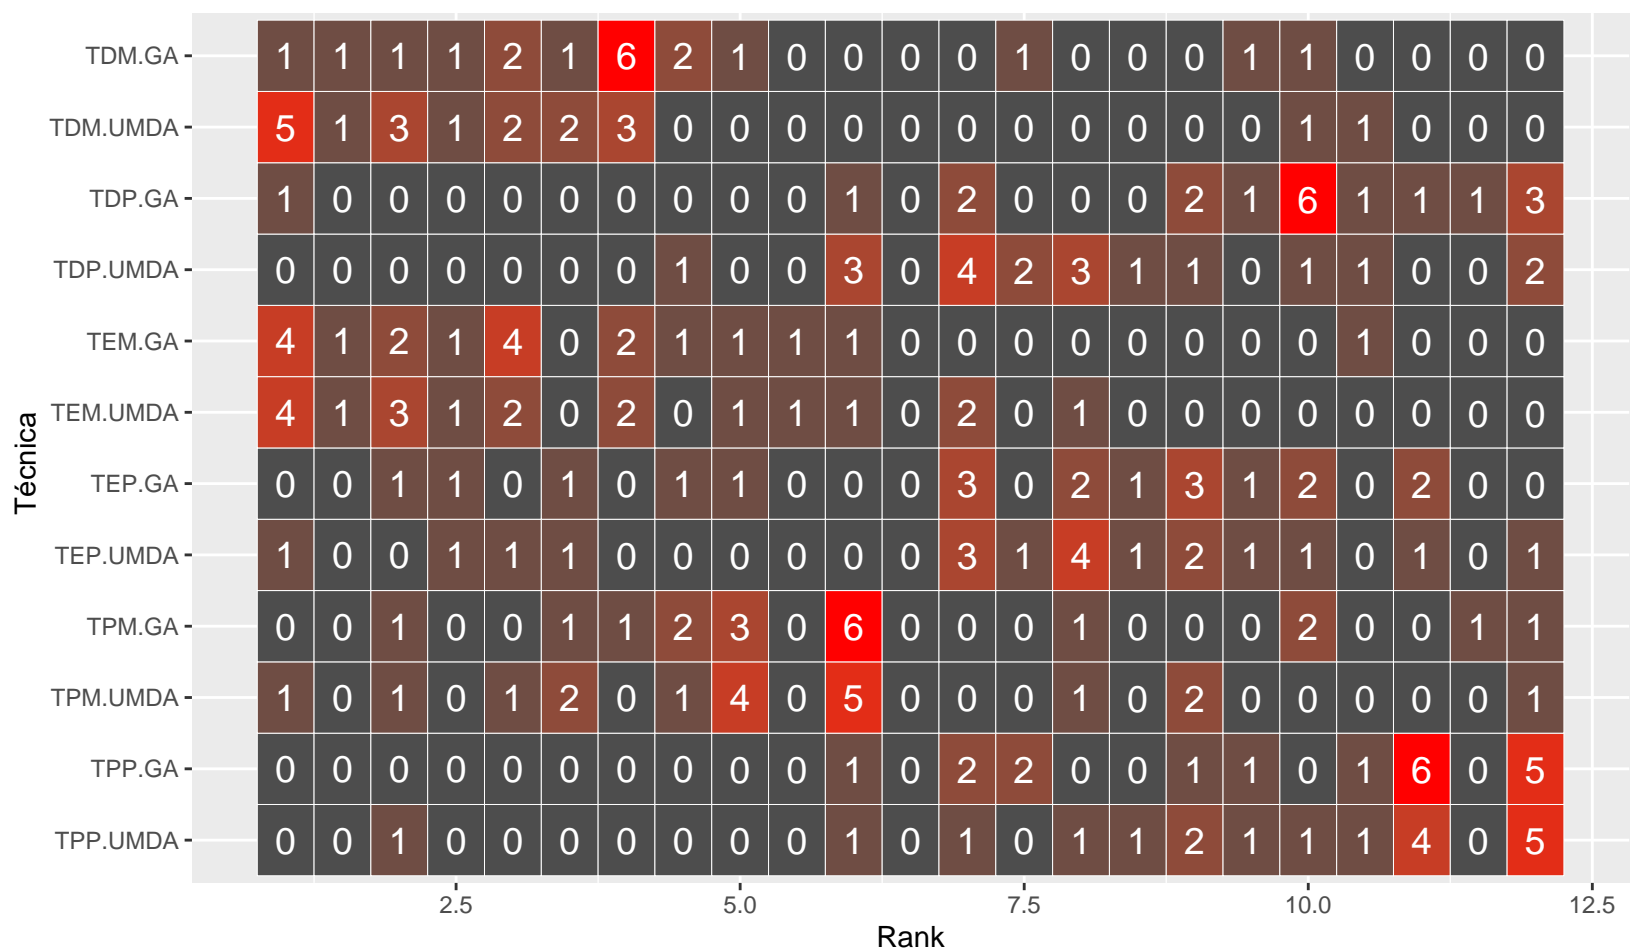 TDM.GA 1 1 1 1 2 1 6 2 1 0 0 0 0 1 0 0 0 1 1 0 0 0 0
TDM.UMDA 5 1 3 1 2 2 3 0 0 0 0 0 0 0 0 0 0 0 1 1 0 0 0
TDP.GA 1 0 0 0 0 0 0 0 0 0 1 0 2 0 0 0 2 1 6 1 1 1 3
TDP.UMDA 0 0 0 0 0 0 0 1 0 0 3 0 4 2 3 1 1 0 1 1 0 0 2
TEM.GA 4 1 2 1 4 0 2 1 1 1 1 0 0 0 0 0 0 0 0 1 0 0 0
TEM.UMDA 4 1 3 1 2 0 2 0 1 1 1 0 2 0 1 0 0 0 0 0 0 0 0
TEP.GA 0 0 1 1 0 1 0 1 1 0 0 0 3 0 2 1 3 1 2 0 2 0 0
TEP.UMDA 1 0 0 1 1 1 0 0 0 0 0 0 3 1 4 1 2 1 1 0 1 0 1
TPM.GA 0 0 1 0 0 1 1 2 3 0 6 0 0 0 1 0 0 0 2 0 0 1 1
TPM.UMDA 1 0 1 0 1 2 0 1 4 0 5 0 0 0 1 0 2 0 0 0 0 0 1
TPP.GA 0 0 0 0 0 0 0 0 0 0 1 0 2 2 0 0 1 1 0 1 6 0 5
TPP.UMDA 0 0 1 0 0 0 0 0 0 0 1 0 1 0 1 1 2 1 1 1 4 0 5
2.5 5.0 7.5 10.0 12.5
Rank
Técnica